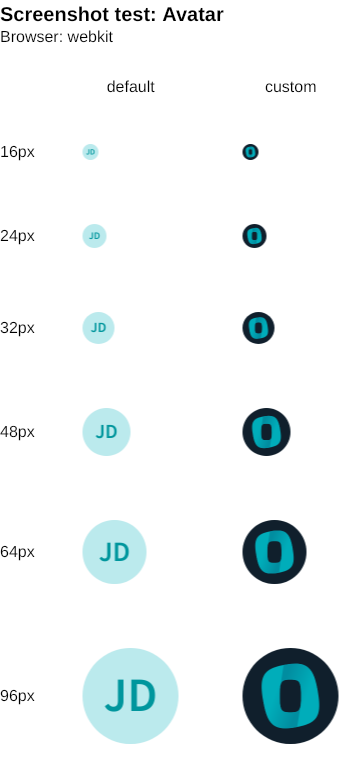 Screenshot test: Avatar
Browser: webkit
default custom
16px JD
24px JD
32px JD
48px JD
64px JD
96px JD